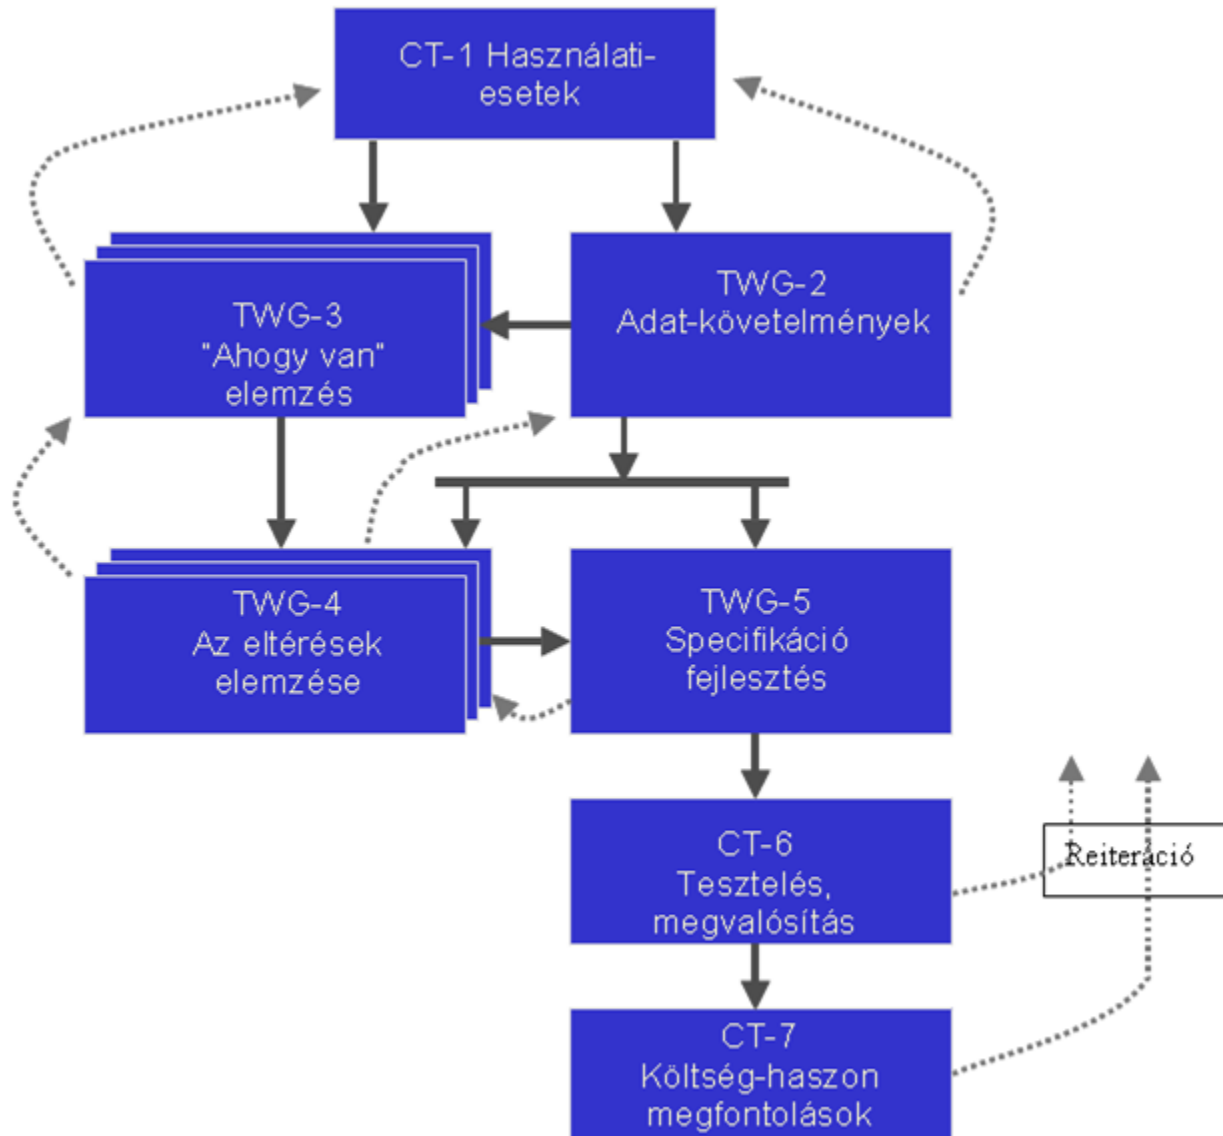 CT-1 Használati-
esetek
TWG-3
"Ahogy van"
elemzés
TWG-2
Adat-követelmények
TWG-4
Az eltérések
elemzése
TWG-5
Specifikáció
fejlesztés
CT-6
Tesztelés,
megvalósítás
Reiteráció
CT-7
Költség-haszon
megfontolások